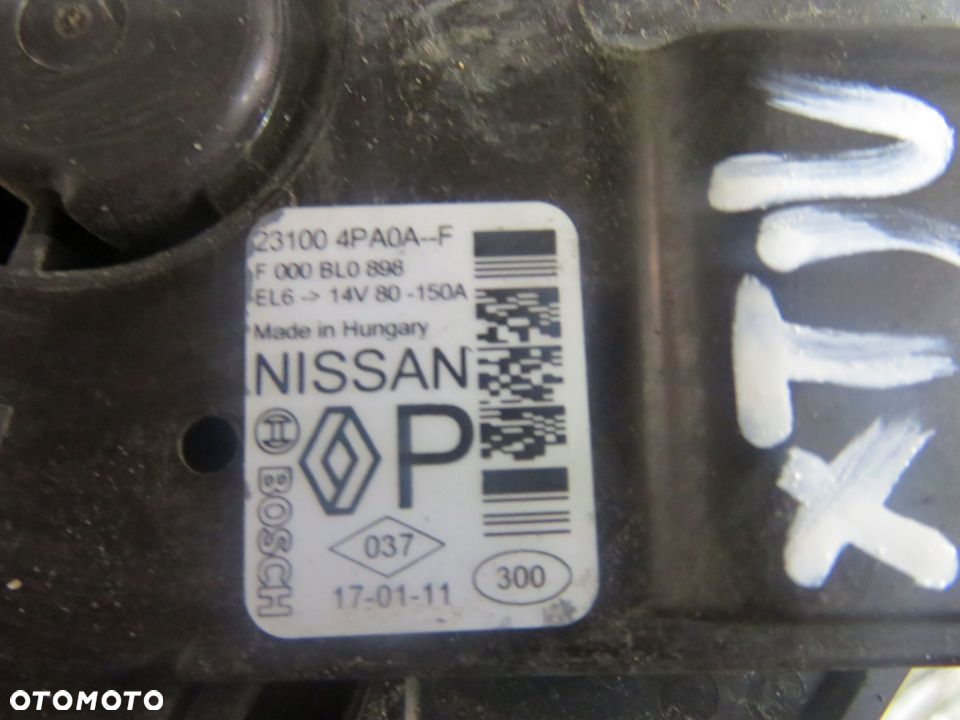 23100 4PA0A--F
F 000 BL0 898
EL6 -> 14V 80 -150A
Made in Hungary
NISSAN
BOSCH
P
037
300
17-01-11
OTOMOTO